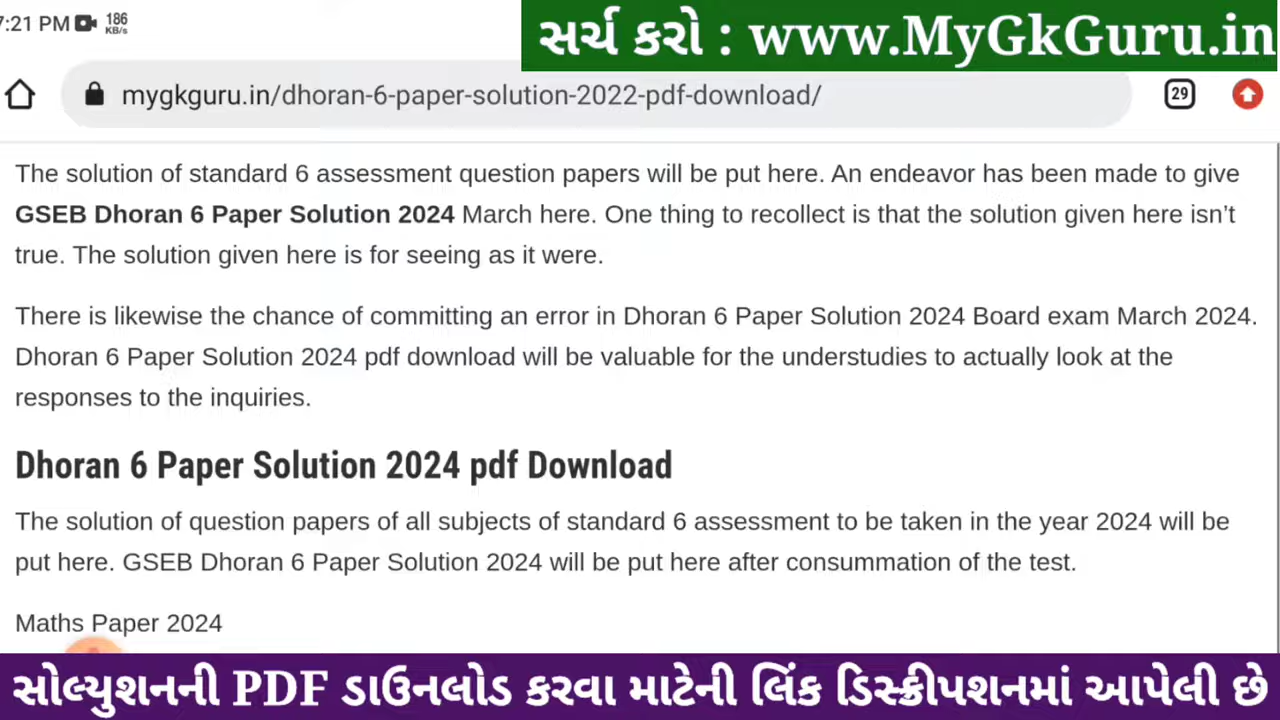 7:21 PM 186 KB/s
સર્ચ કરો : www.MyGkGuru.in
mygkguru.in/dhoran-6-paper-solution-2022-pdf-download/
29
The solution of standard 6 assessment question papers will be put here. An endeavor has been made to give
GSEB Dhoran 6 Paper Solution 2024 March here. One thing to recollect is that the solution given here isn’t
true. The solution given here is for seeing as it were.
There is likewise the chance of committing an error in Dhoran 6 Paper Solution 2024 Board exam March 2024.
Dhoran 6 Paper Solution 2024 pdf download will be valuable for the understudies to actually look at the
responses to the inquiries.
Dhoran 6 Paper Solution 2024 pdf Download
The solution of question papers of all subjects of standard 6 assessment to be taken in the year 2024 will be
put here. GSEB Dhoran 6 Paper Solution 2024 will be put here after consummation of the test.
Maths Paper 2024
સોલ્યુશનની PDF ડાઉનલોડ કરવા માટેની લિંક ડિસ્ક્રીપશનમાં આપેલી છે